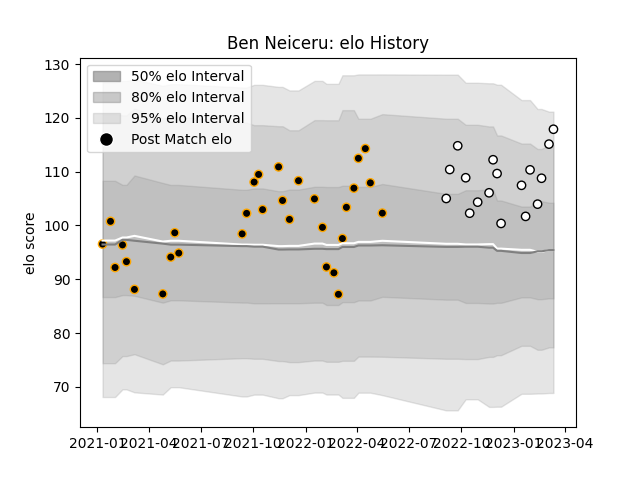 Ben Neiceru: elo History
50% elo Interval
80% elo Interval
95% elo Interval
Post Match elo
elo score
130
120
110
100
90
80
70
2021-01 2021-04 2021-07 2021-10 2022-01 2022-04 2022-07 2022-10 2023-01 2023-04